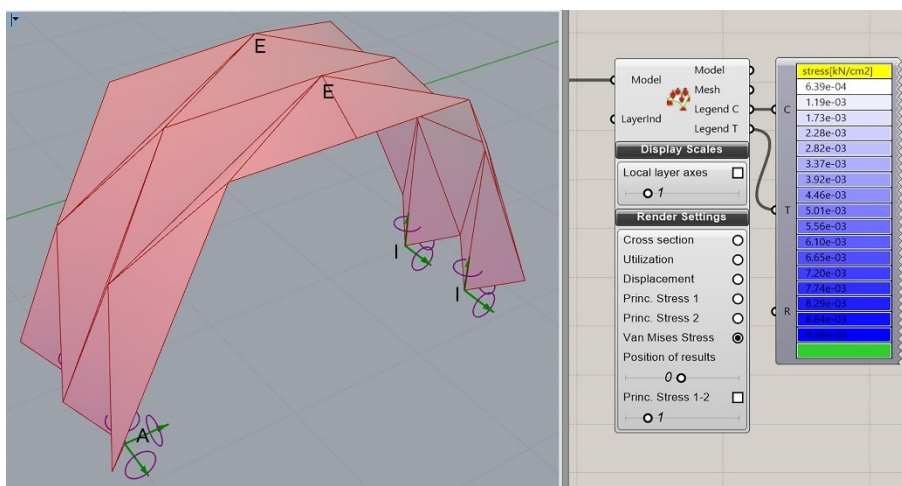 E
E
I
I
A
Model
LayerInd
Model
Mesh
Legend C
Legend T
Display Scales
Local layer axes
1
Render Settings
Cross section
Utilization
Displacement
Princ. Stress 1
Princ. Stress 2
Van Mises Stress
Position of results
0
Princ. Stress 1-2
1
C
T
R
stress[kN/cm2]
6.39e-04
1.19e-03
1.73e-03
2.28e-03
2.82e-03
3.37e-03
3.92e-03
4.46e-03
5.01e-03
5.56e-03
6.10e-03
6.65e-03
7.20e-03
7.74e-03
8.29e-03
8.84e-03